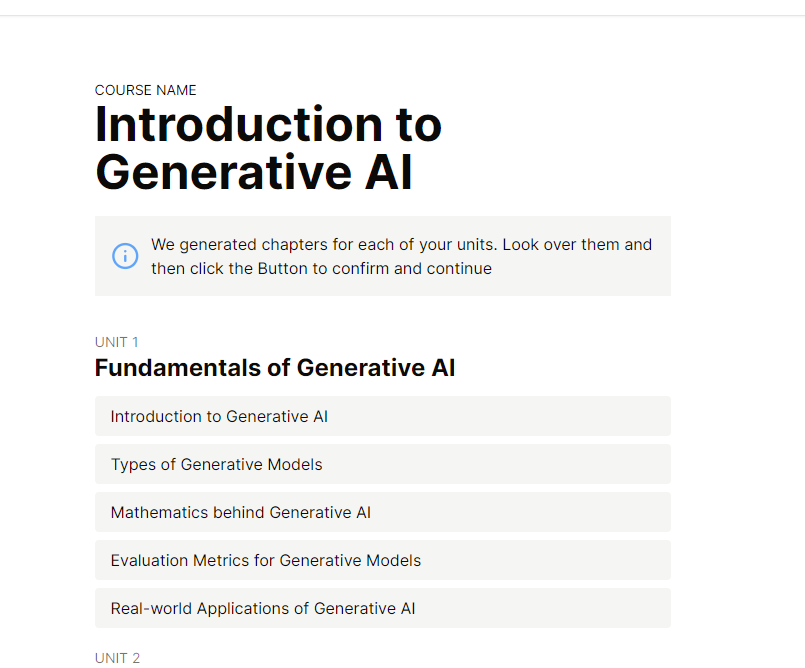 COURSE NAME
Introduction to
Generative AI
We generated chapters for each of your units. Look over them and
then click the Button to confirm and continue
UNIT 1
Fundamentals of Generative AI
Introduction to Generative AI
Types of Generative Models
Mathematics behind Generative AI
Evaluation Metrics for Generative Models
Real-world Applications of Generative AI
UNIT 2